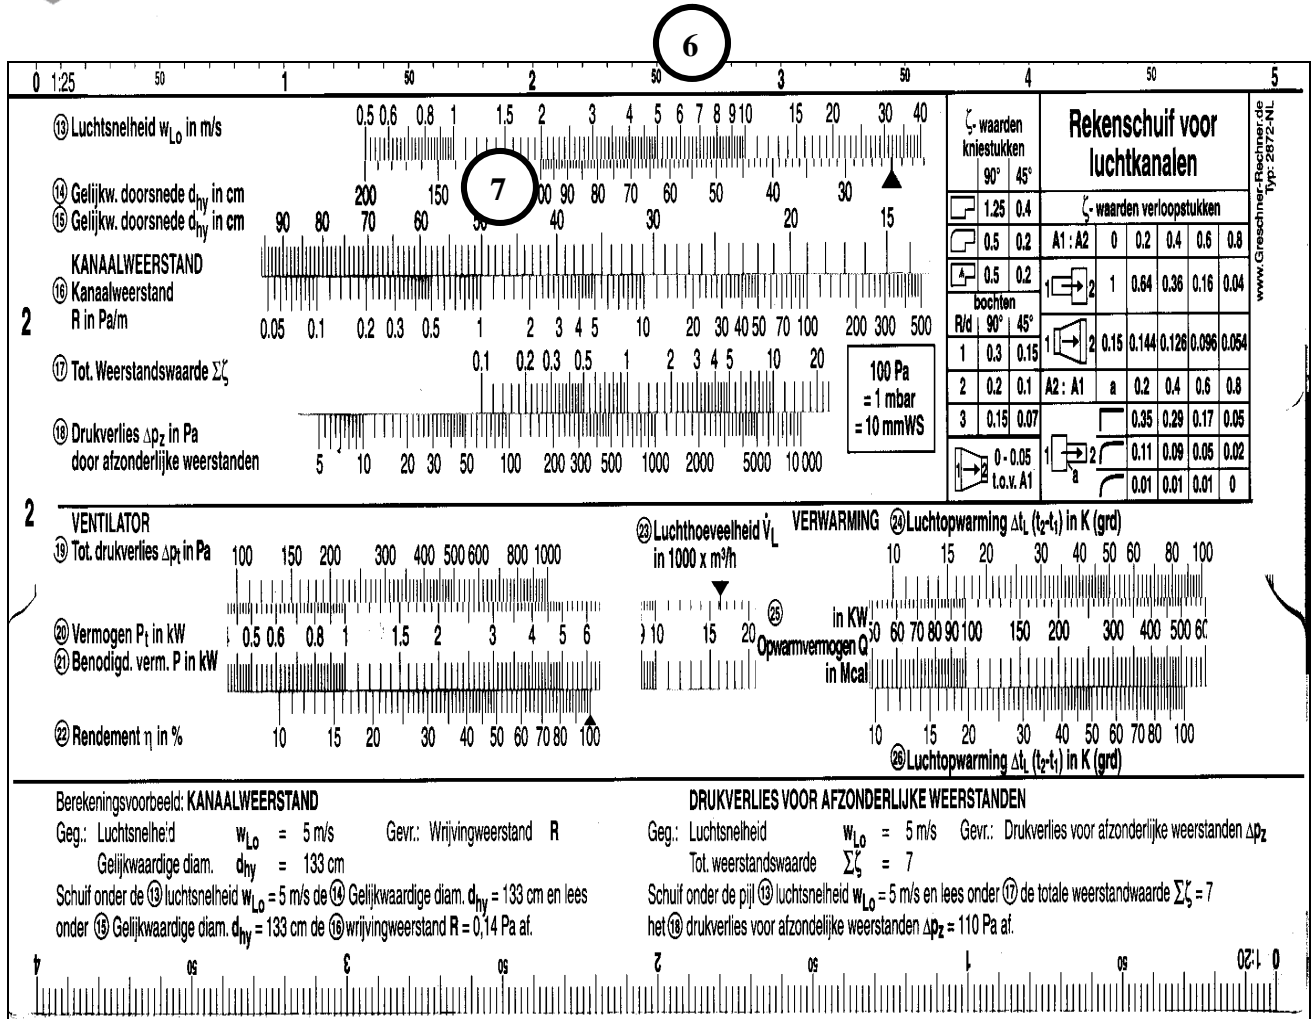 6
0 1:25 50 1 50 2 50 3 50 4 50 5
⑬ Luchtsnelheid wLo in m/s
0.5 0.6 0.8 1 1.5 2 3 4 5 6 7 8 9 10 15 20 30 40
⑭ Gelijkw. doorsnede dhy in cm
200 150 7 00 90 80 70 60 50 40 30
⑮ Gelijkw. doorsnede dhy in cm
90 80 70 60 50 40 30 20 15
KANAALWEERSTAND
⑯ Kanaalweerstand
R in Pa/m
0.05 0.1 0.2 0.3 0.5 1 2 3 4 5 10 20 30 40 50 70 100 200 300 500
2
⑰ Tot. Weerstandswaarde Σζ
0.1 0.2 0.3 0.5 1 2 3 4 5 10 20
⑱ Drukverlies Δpz in Pa
door afzonderlijke weerstanden
5 10 20 30 50 100 200 300 500 1000 2000 5000 10 000
100 Pa
= 1 mbar
= 10 mmWS
ζ- waarden
kniestukken
90° 45°
1.25 0.4
0.5 0.2
0.5 0.2
bochten
R/d 90° 45°
1 0.3 0.15
2 0.2 0.1
3 0.15 0.07
1 2 0 - 0.05
t.o.v. A1
Rekenschuif voor
luchtkanalen
ζ- waarden verloopstukken
A1 : A2 0 0.2 0.4 0.6 0.8
1 2 1 0.64 0.36 0.16 0.04
1 2 0.15 0.144 0.126 0.096 0.054
A2 : A1 a 0.2 0.4 0.6 0.8
0.35 0.29 0.17 0.05
1 2 0.11 0.09 0.05 0.02
a 0.01 0.01 0.01 0
www.Greschner-Rechner.de
Typ: 2872-NL
2
VENTILATOR
⑲ Tot. drukverlies Δpt in Pa
100 150 200 300 400 500 600 800 1000
⑳ Vermogen Pt in kW
0.5 0.6 0.8 1 1.5 2 3 4 5 6
㉑ Benodigd. verm. P in kW
㉒ Rendement η in %
10 15 20 30 40 50 60 70 80 100
㉓ Luchthoeveelheid V̇L
in 1000 x m³/h
10 15 20
VERWARMING ㉔ Luchtopwarming ΔtL (t2-t1) in K (grd)
10 15 20 30 40 50 60 80 100
㉕ in KW
Opwarmvermogen Q
in Mcal
60 70 80 90 100 150 200 300 400 500
10 15 20 30 40 50 60 70 80 100
㉖ Luchtopwarming ΔtL (t2-t1) in K (grd)
Berekeningsvoorbeeld: KANAALWEERSTAND
Geg.: Luchtsnelheid wLo = 5 m/s Gevr.: Wrijvingweerstand R
Gelijkwaardige diam. dhy = 133 cm
Schuif onder de ⑬ luchtsnelheid wLo = 5 m/s de ⑭ Gelijkwaardige diam. dhy = 133 cm en lees
onder ⑮ Gelijkwaardige diam. dhy = 133 cm de ⑯ wrijvingweerstand R = 0,14 Pa af.
DRUKVERLIES VOOR AFZONDERLIJKE WEERSTANDEN
Geg.: Luchtsnelheid wLo = 5 m/s Gevr.: Drukverlies voor afzonderlijke weerstanden Δpz
Tot. weerstandswaarde Σζ = 7
Schuif onder de pijl ⑬ luchtsnelheid wLo = 5 m/s en lees onder ⑰ de totale weerstandwaarde Σζ = 7
het ⑱ drukverlies voor afzondelijke weerstanden Δpz = 110 Pa af.
4 50 3 50 2 50 1 50 1:20 0